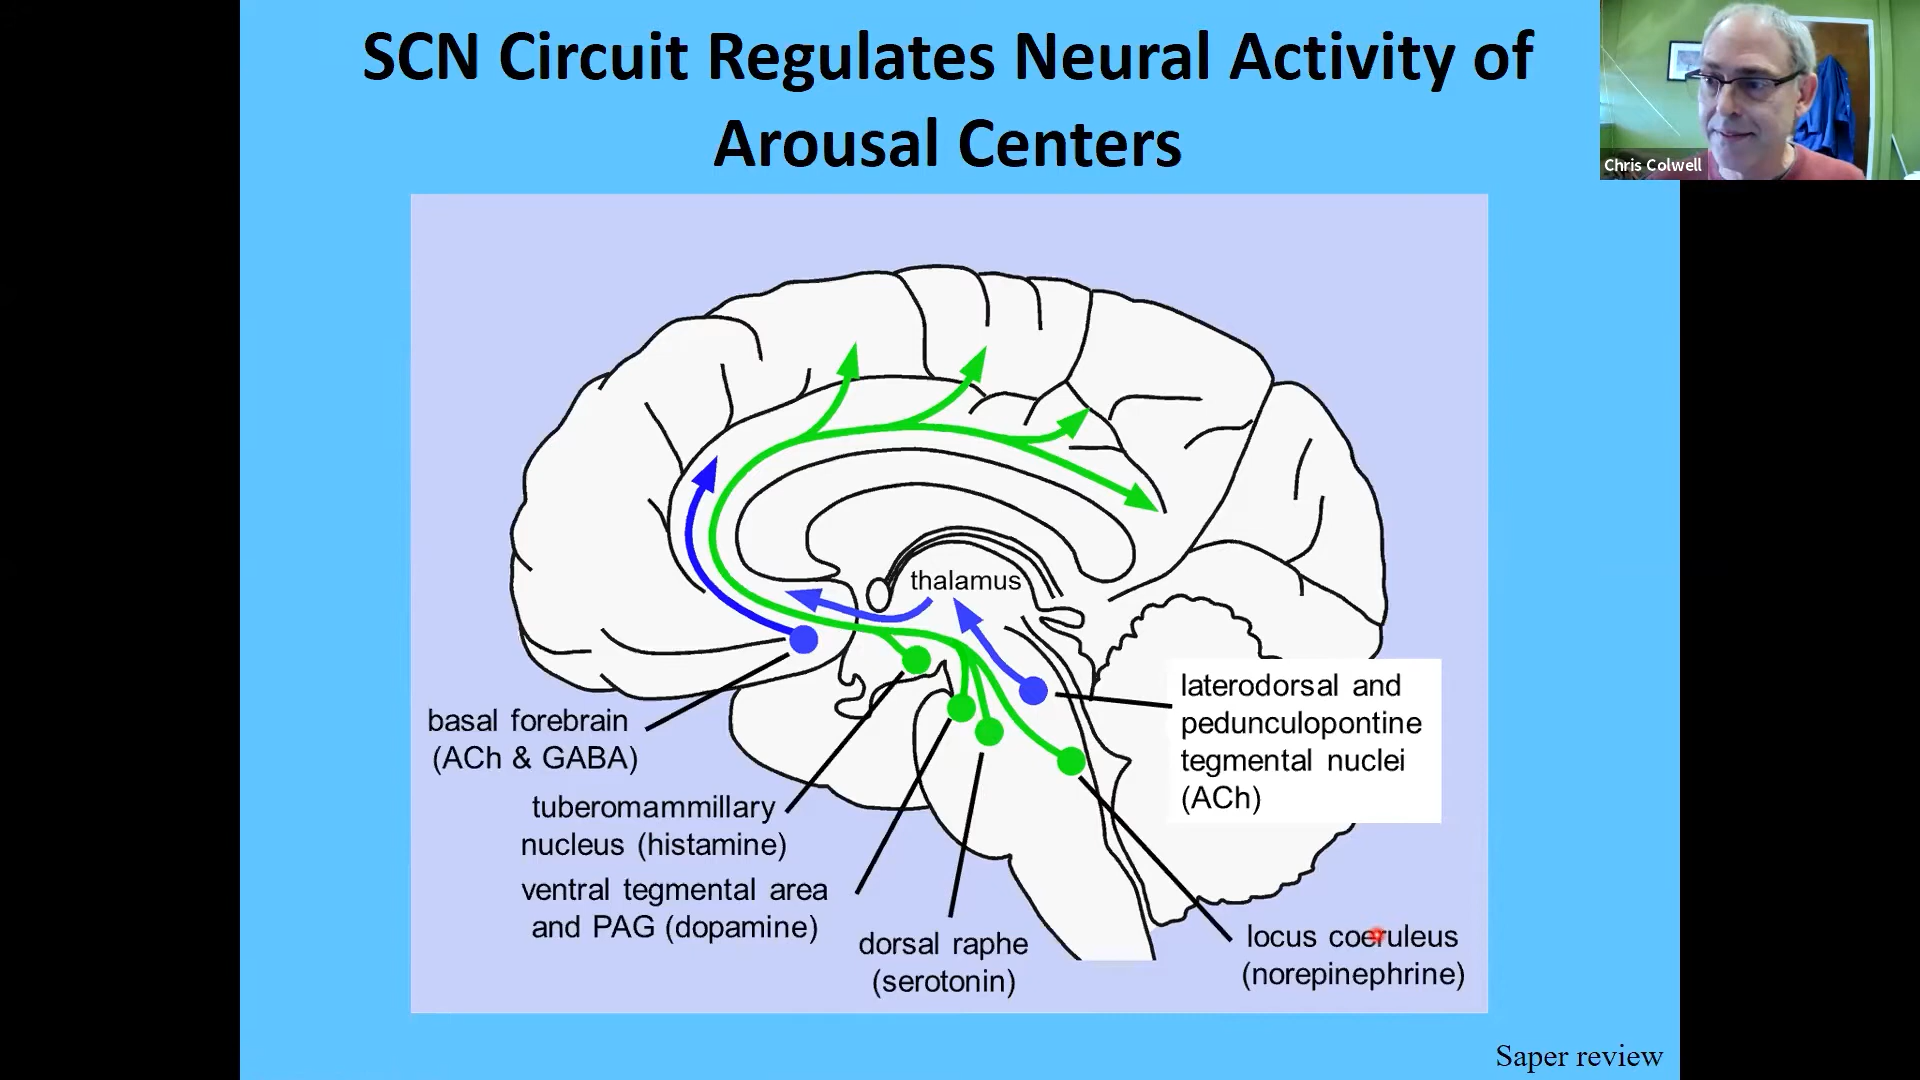 SCN Circuit Regulates Neural Activity of
Arousal Centers
Chris Colwell
thalamus
basal forebrain
(ACh & GABA)
tuberomammillary
nucleus (histamine)
ventral tegmental area
and PAG (dopamine)
dorsal raphe
(serotonin)
laterodorsal and
pedunculopontine
tegmental nuclei
(ACh)
locus coeruleus
(norepinephrine)
Saper review